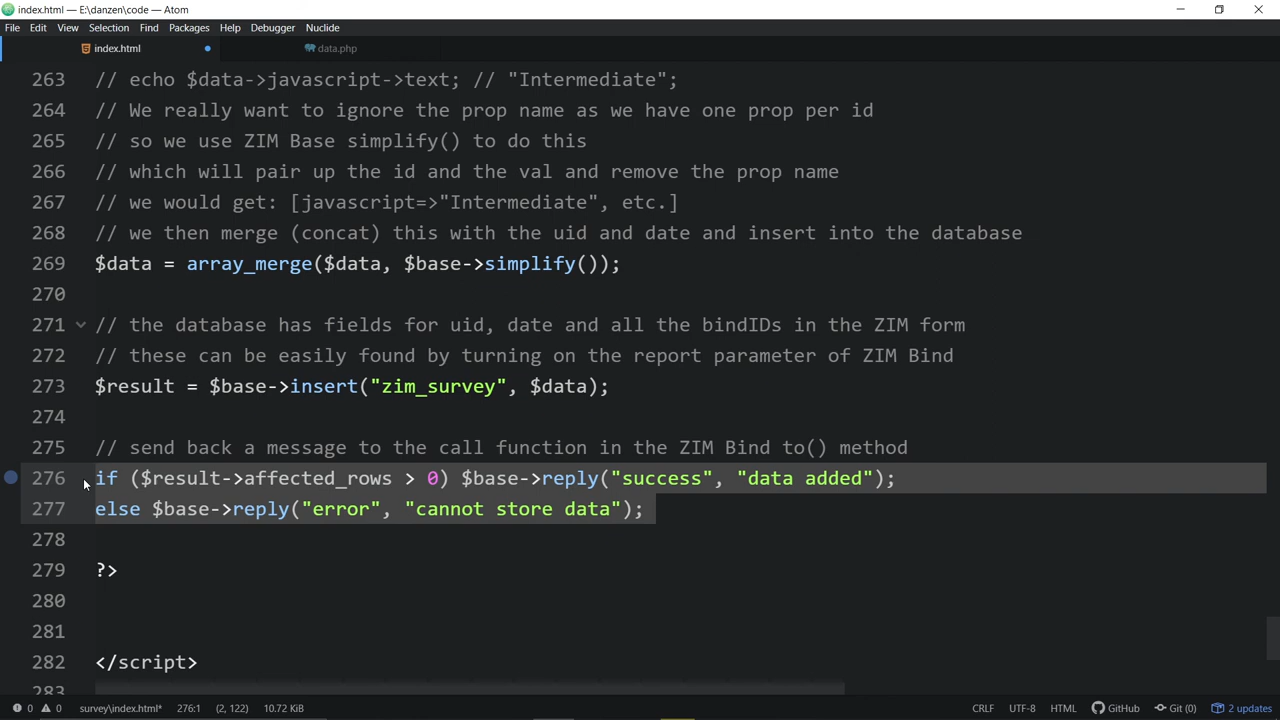 index.html — E:\danzen\code — Atom
File Edit View Selection Find Packages Help Debugger Nuclide
index.html data.php
263 // echo $data->javascript->text; // "Intermediate";
264 // We really want to ignore the prop name as we have one prop per id
265 // so we use ZIM Base simplify() to do this
266 // which will pair up the id and the val and remove the prop name
267 // we would get: [javascript=>"Intermediate", etc.]
268 // we then merge (concat) this with the uid and date and insert into the database
269 $data = array_merge($data, $base->simplify());
270
271 // the database has fields for uid, date and all the bindIDs in the ZIM form
272 // these can be easily found by turning on the report parameter of ZIM Bind
273 $result = $base->insert("zim_survey", $data);
274
275 // send back a message to the call function in the ZIM Bind to() method
276 if ($result->affected_rows > 0) $base->reply("success", "data added");
277 else $base->reply("error", "cannot store data");
278
279 ?>
280
281
282 </script>
283
0 0 survey\index.html* 276:1 (2, 122) 10.72 KiB CRLF UTF-8 HTML GitHub Git (0) 2 updates